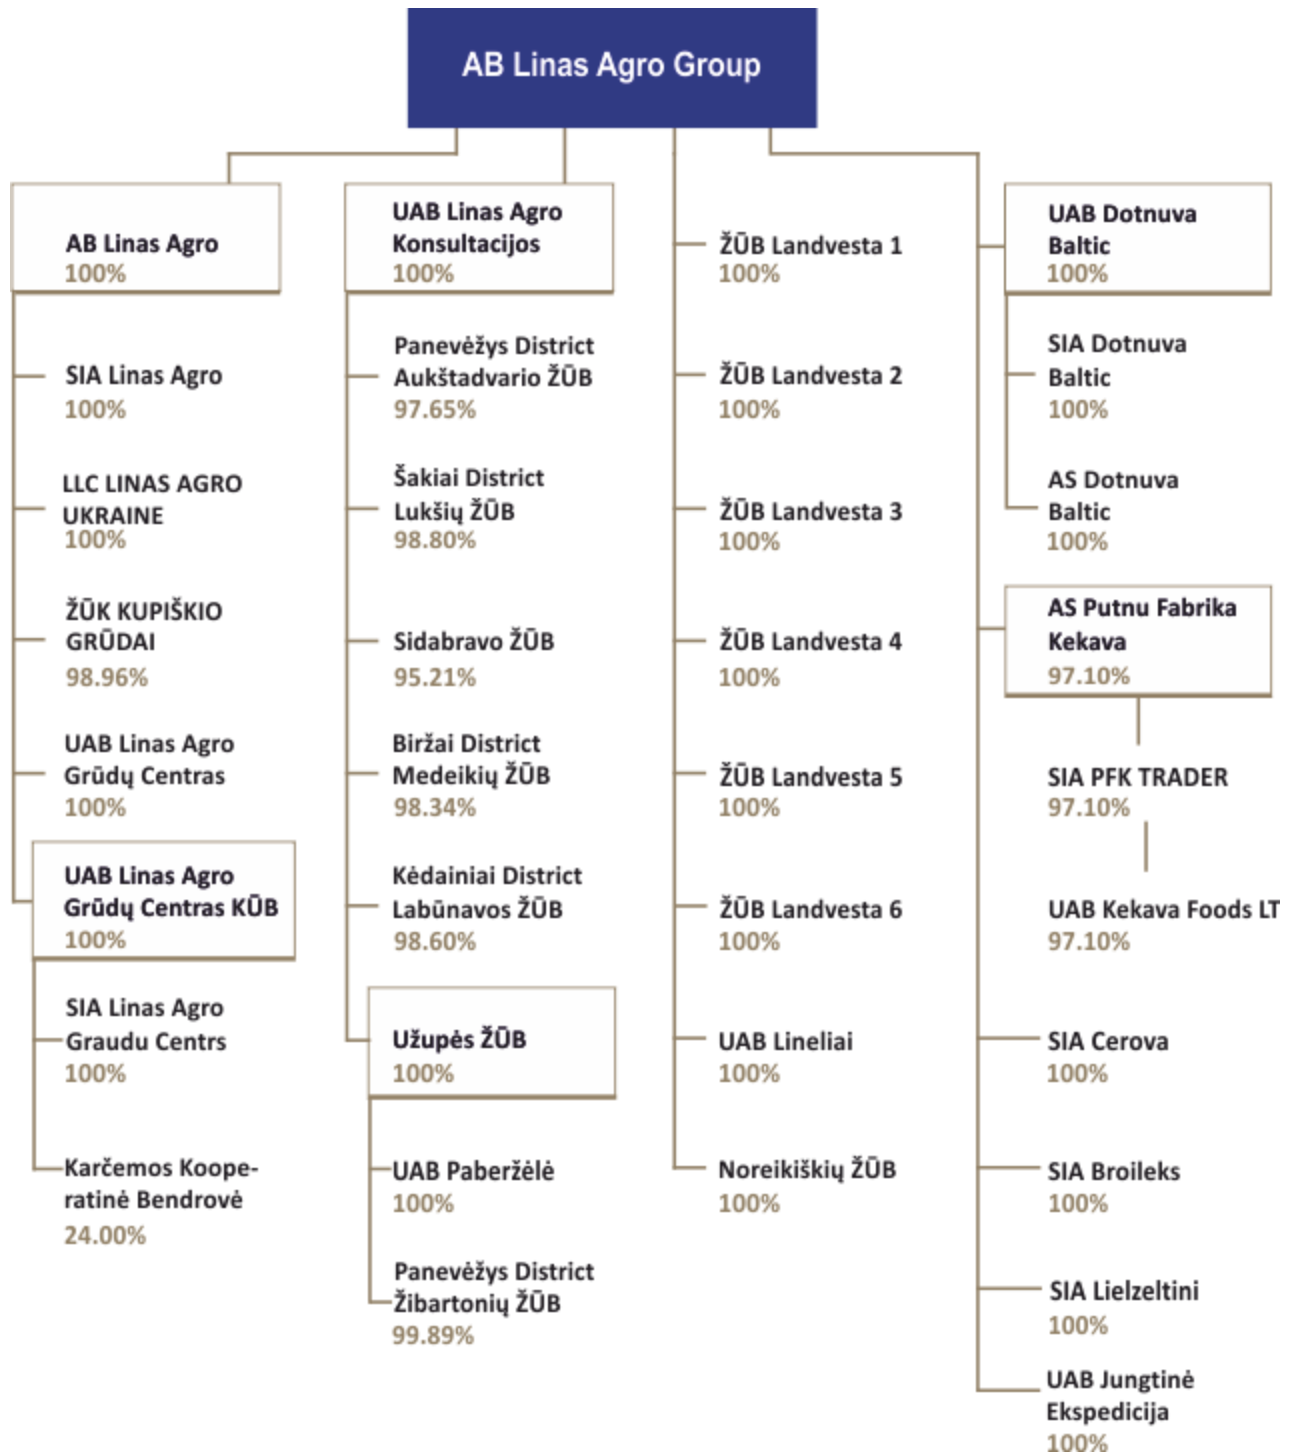 AB Linas Agro Group
AB Linas Agro
100%
SIA Linas Agro
100%
LLC LINAS AGRO
UKRAINE
100%
ŽŪK KUPIŠKIO
GRŪDAI
98.96%
UAB Linas Agro
Grūdų Centras
100%
UAB Linas Agro
Grūdų Centras KŪB
100%
SIA Linas Agro
Graudu Centrs
100%
Karčemos Koope-
ratinė Bendrovė
24.00%
UAB Linas Agro
Konsultacijos
100%
Panevėžys District
Aukštadvario ŽŪB
97.65%
Šakiai District
Lukšių ŽŪB
98.80%
Sidabravo ŽŪB
95.21%
Biržai District
Medeikių ŽŪB
98.34%
Kėdainiai District
Labūnavos ŽŪB
98.60%
Užupės ŽŪB
100%
UAB Paberžėlė
100%
Panevėžys District
Žibartonių ŽŪB
99.89%
ŽŪB Landvesta 1
100%
ŽŪB Landvesta 2
100%
ŽŪB Landvesta 3
100%
ŽŪB Landvesta 4
100%
ŽŪB Landvesta 5
100%
ŽŪB Landvesta 6
100%
UAB Lineliai
100%
Noreikiškių ŽŪB
100%
UAB Dotnuva
Baltic
100%
SIA Dotnuva
Baltic
100%
AS Dotnuva
Baltic
100%
AS Putnu Fabrika
Kekava
97.10%
SIA PFK TRADER
97.10%
UAB Kekava Foods LT
97.10%
SIA Cerova
100%
SIA Broileks
100%
SIA Lielzeltini
100%
UAB Jungtinė
Ekspedicija
100%